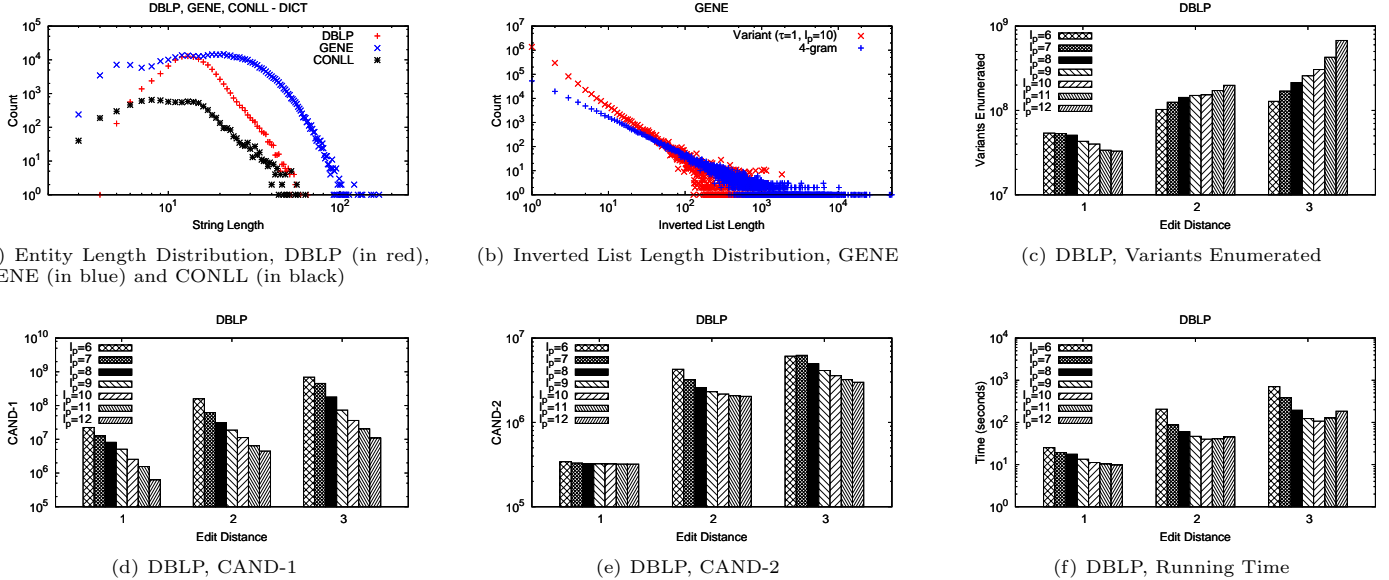 DBLP, GENE, CONLL - DICT
10^5
10^4
10^3
10^2
10^1
10^0
Count
DBLP
GENE
CONLL
10^1
10^2
String Length
) Entity Length Distribution, DBLP (in red),
ENE (in blue) and CONLL (in black)
GENE
10^7
10^6
10^5
10^4
10^3
10^2
10^1
10^0
Count
Variant (τ=1, l_p=10)
4-gram
10^0
10^1
10^2
10^3
10^4
Inverted List Length
(b) Inverted List Length Distribution, GENE
DBLP
10^9
10^8
10^7
Variants Enumerated
l_p=6
l_p=7
l_p=8
l_p=9
l_p=10
l_p=11
l_p=12
1
2
3
Edit Distance
(c) DBLP, Variants Enumerated
DBLP
10^10
10^9
10^8
10^7
10^6
10^5
CAND-1
l_p=6
l_p=7
l_p=8
l_p=9
l_p=10
l_p=11
l_p=12
1
2
3
Edit Distance
(d) DBLP, CAND-1
DBLP
10^7
10^6
10^5
CAND-2
l_p=6
l_p=7
l_p=8
l_p=9
l_p=10
l_p=11
l_p=12
1
2
3
Edit Distance
(e) DBLP, CAND-2
DBLP
10^4
10^3
10^2
10^1
10^0
Time (seconds)
l_p=6
l_p=7
l_p=8
l_p=9
l_p=10
l_p=11
l_p=12
1
2
3
Edit Distance
(f) DBLP, Running Time